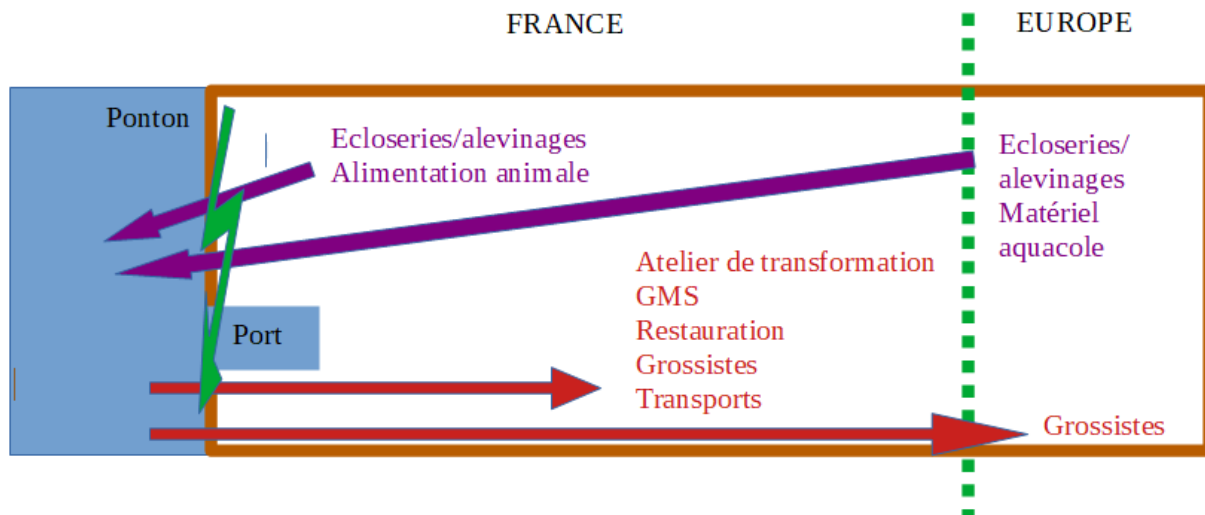 FRANCE
EUROPE
Ponton
Ecloseries/alevinages
Alimentation animale
Ecloseries/
alevinages
Matériel
aquacole
Atelier de transformation
GMS
Restauration
Grossistes
Transports
Port
Grossistes